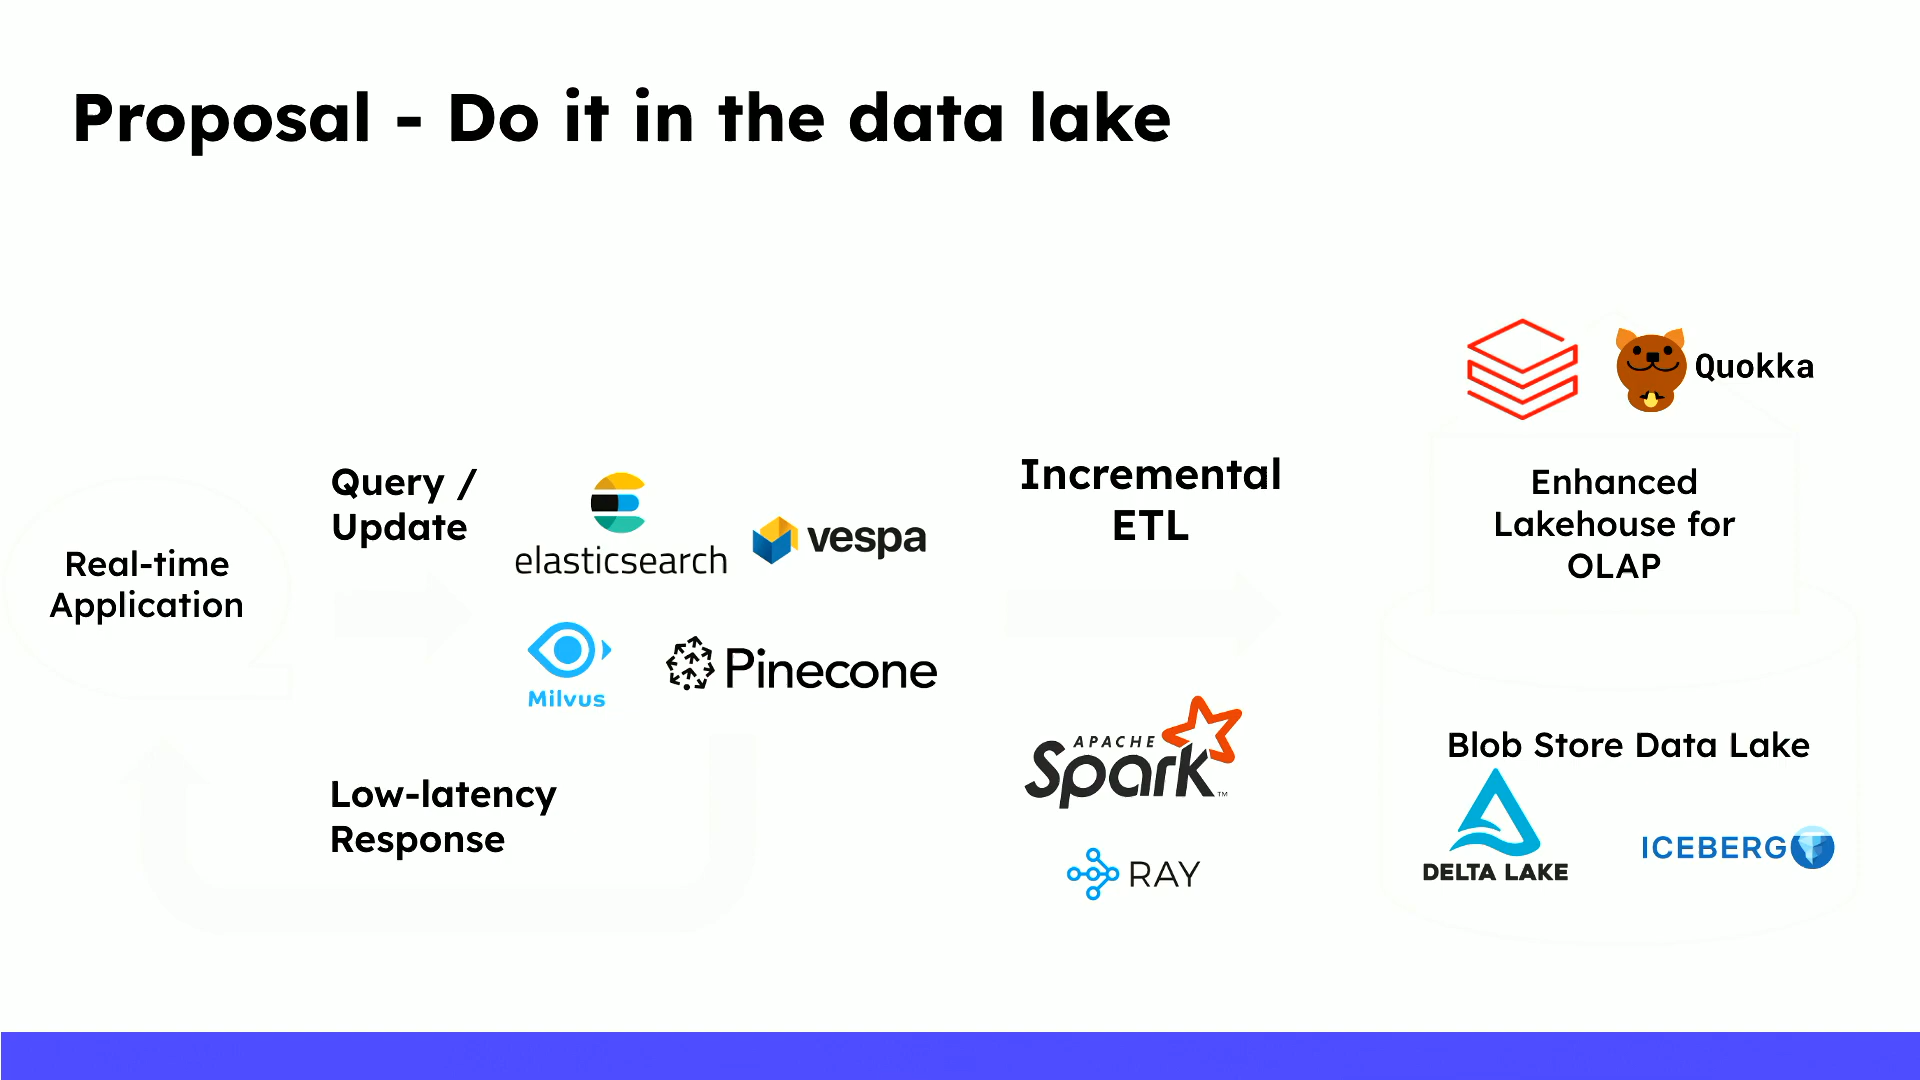 Proposal - Do it in the data lake
Real-time
Application
Query /
Update
elasticsearch
vespa
Milvus
Pinecone
Low-latency
Response
Incremental
ETL
APACHE
Spark™
RAY
Quokka
Enhanced
Lakehouse for
OLAP
Blob Store Data Lake
DELTA LAKE
ICEBERG